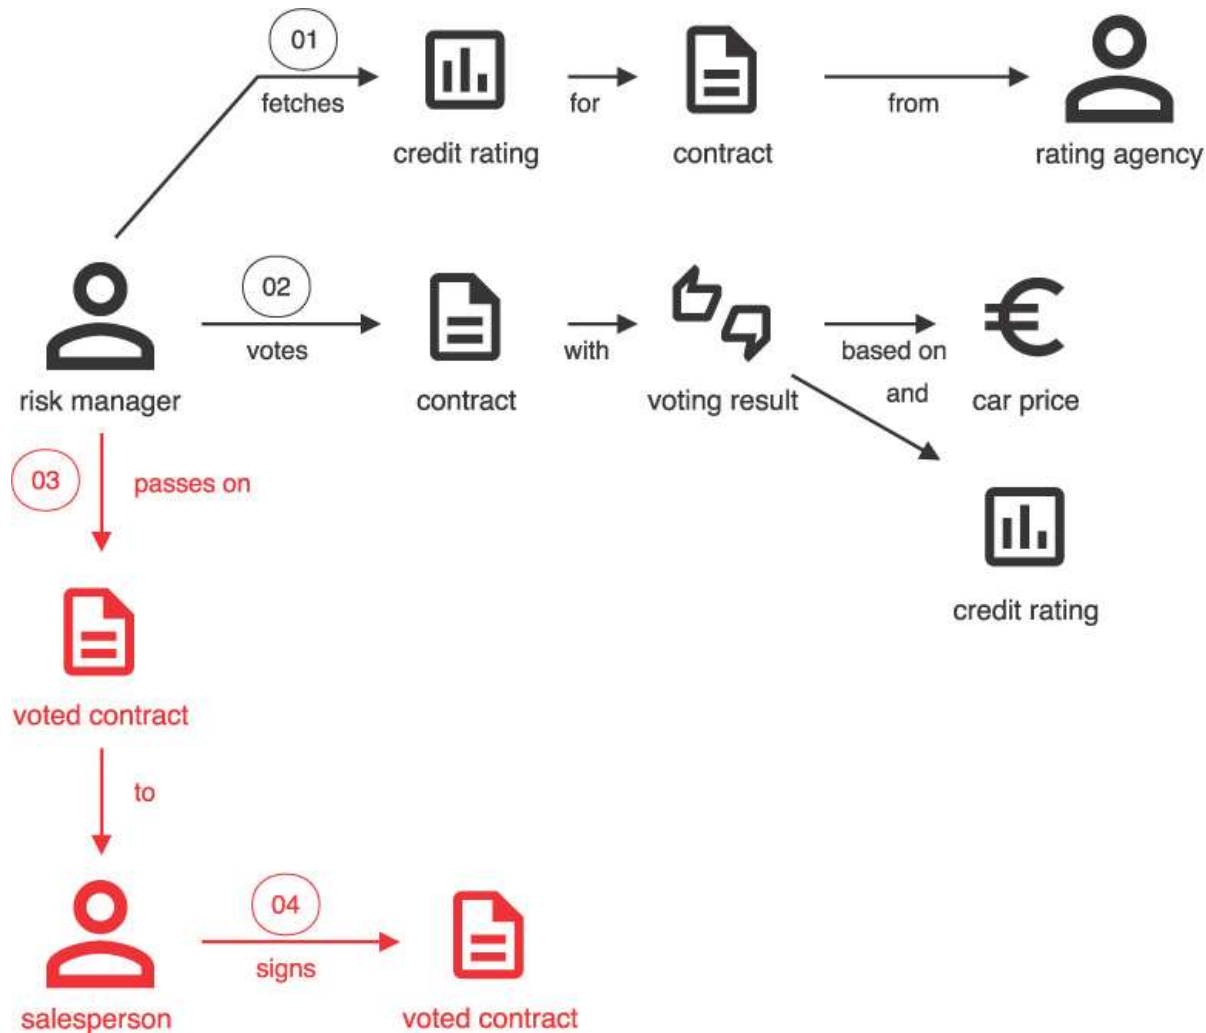 01
fetches
for
from
credit rating
contract
rating agency
02
votes
with
based on
and
risk manager
contract
voting result
car price
03
passes on
credit rating
voted contract
to
04
signs
salesperson
voted contract